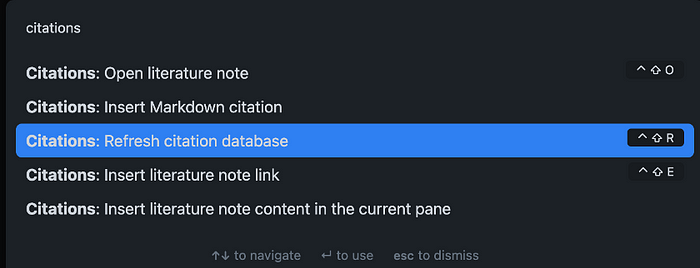 citations
Citations: Open literature note ^ ⇧ O
Citations: Insert Markdown citation
Citations: Refresh citation database ^ ⇧ R
Citations: Insert literature note link ^ ⇧ E
Citations: Insert literature note content in the current pane
↑↓ to navigate ↵ to use esc to dismiss